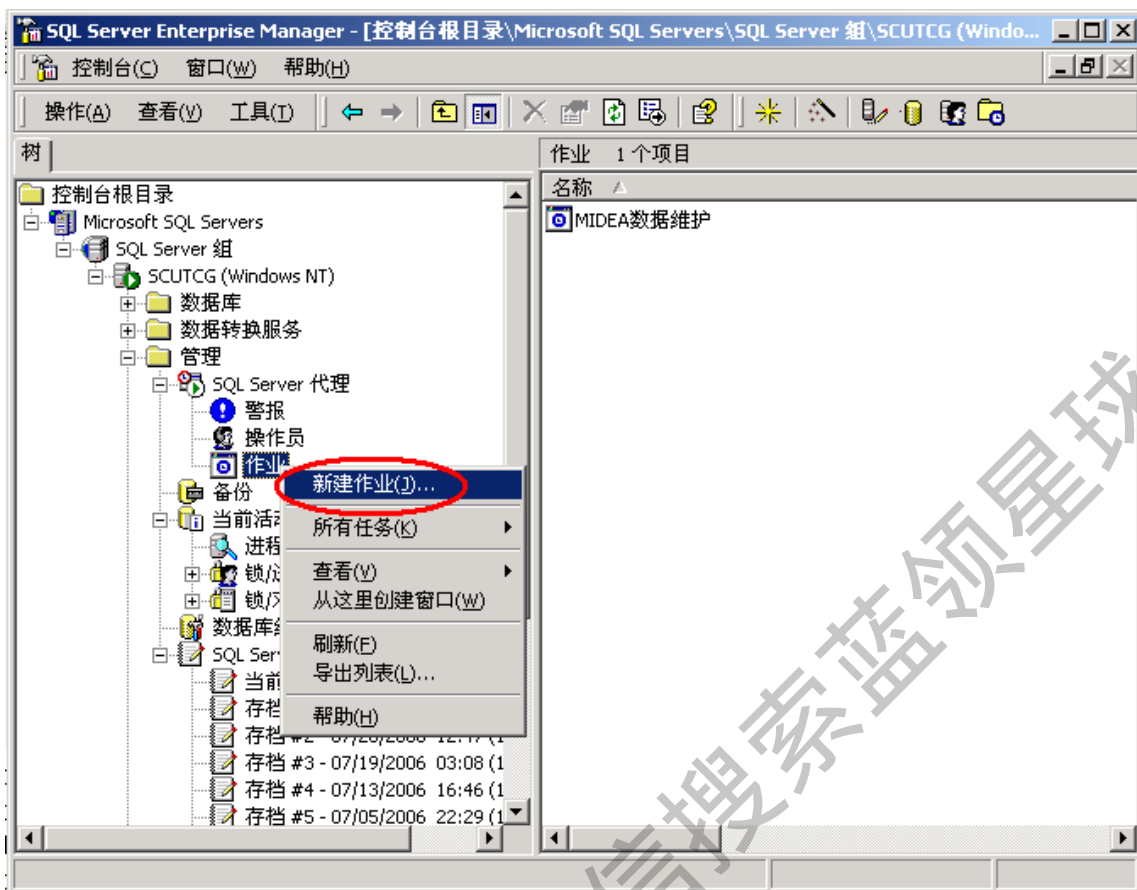 SQL Server Enterprise Manager - [控制台根目录\Microsoft SQL Servers\SQL Server 组\SCUTCG (Windo...
控制台(C) 窗口(W) 帮助(H)
操作(A) 查看(V) 工具(T)
树
作业 1 个项目
控制台根目录
名称
Microsoft SQL Servers
MIDEA数据维护
SQL Server 组
SCUTCG (Windows NT)
数据库
数据转换服务
管理
SQL Server 代理
警报
操作员
作业
新建作业(J)...
备份
当前活
所有任务(K)
进程
锁/
查看(V)
锁/
从这里创建窗口(W)
数据库
刷新(F)
SQL Ser
导出列表(L)...
当前
存档
帮助(H)
存档
存档 #3 - 07/19/2006 03:08 (1
存档 #4 - 07/13/2006 16:46 (1
存档 #5 - 07/05/2006 22:29 (1
信搜索蓝领星球